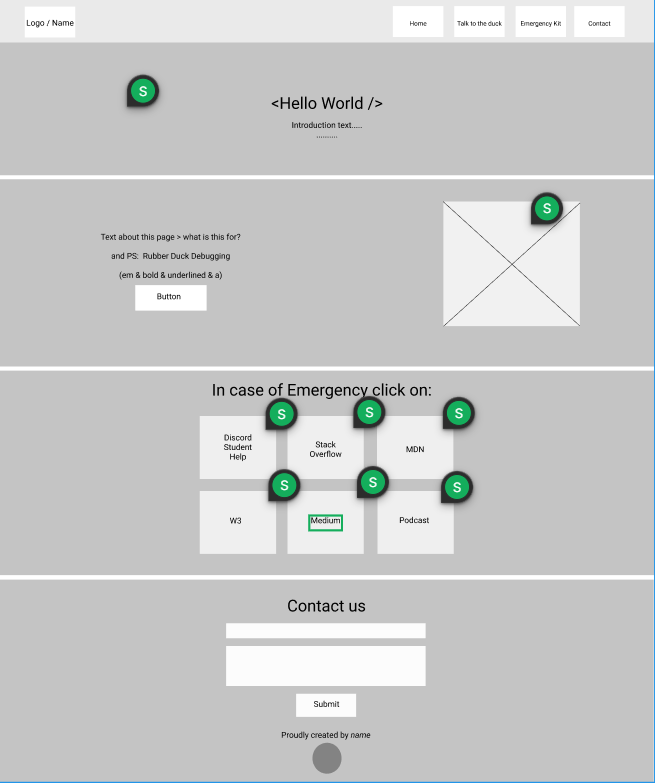 Logo / Name
Home
Talk to the duck
Emergency Kit
Contact
S
<Hello World />
Introduction text.....
..........
S
Text about this page > what is this for?
and PS:  Rubber Duck Debugging
(em & bold & underlined & a)
Button
In case of Emergency click on:
S
S
S
Discord
Student
Help
Stack
Overflow
MDN
S
S
S
W3
Medium
Podcast
Contact us
Submit
Proudly created by name